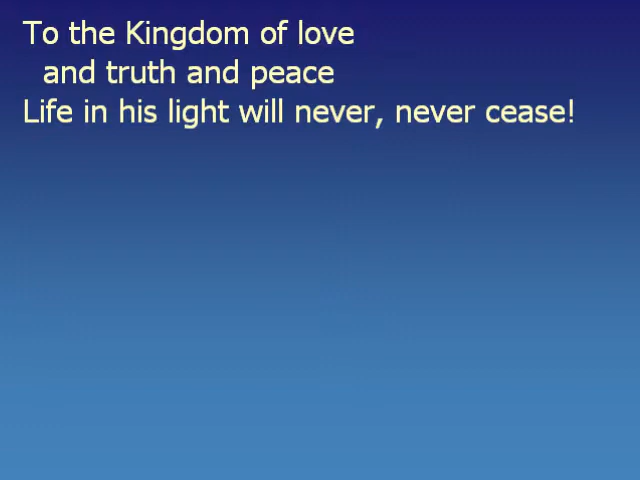 To the Kingdom of love
and truth and peace
Life in his light will never, never cease!